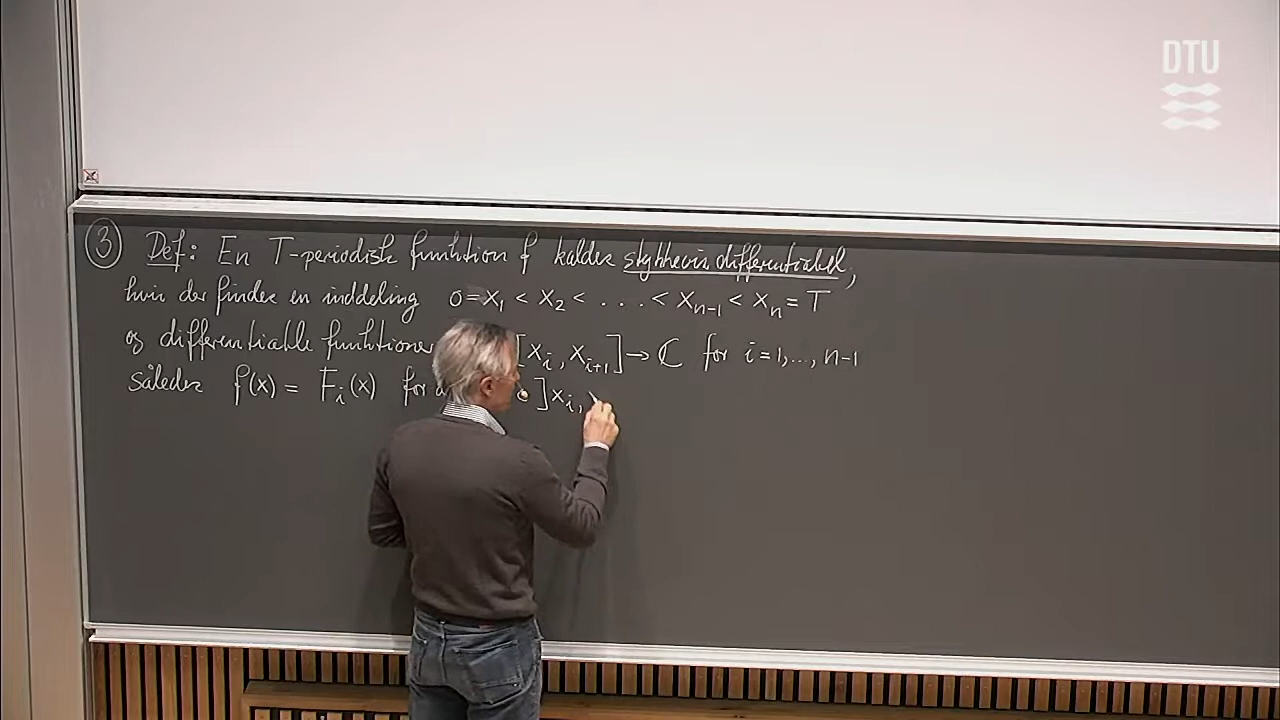 DTU
③ Def: En T-periodisk funktion f kaldes stykkevis differentiabel,
hvis der findes en inddeling 0 = x₁ < x₂ < . . . < xₙ₋₁ < xₙ = T
og differentiable funktioner [xᵢ, xᵢ₊₁] → ℂ for i = 1, ..., n-1
således f(x) = Fᵢ(x) for ]xᵢ,